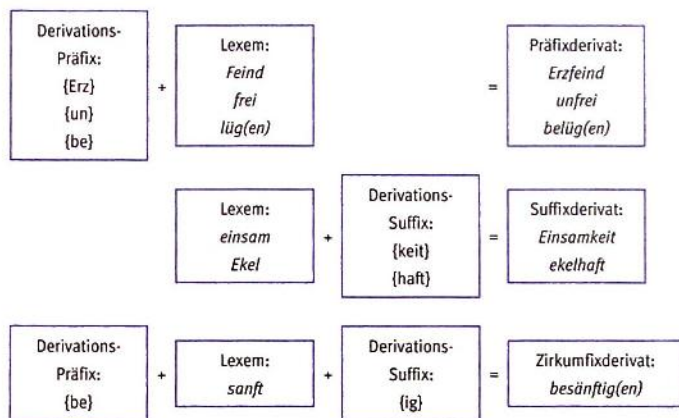 Derivations-
Präfix:
{Erz}
{un}
{be}
+
Lexem:
Feind
frei
lüg(en)
=
Präfixderivat:
Erzfeind
unfrei
belüg(en)
Lexem:
einsam
Ekel
+
Derivations-
Suffix:
{keit}
{haft}
=
Suffixderivat:
Einsamkeit
ekelhaft
Derivations-
Präfix:
{be}
+
Lexem:
sanft
+
Derivations-
Suffix:
{ig}
=
Zirkumfixderivat:
besänftig(en)